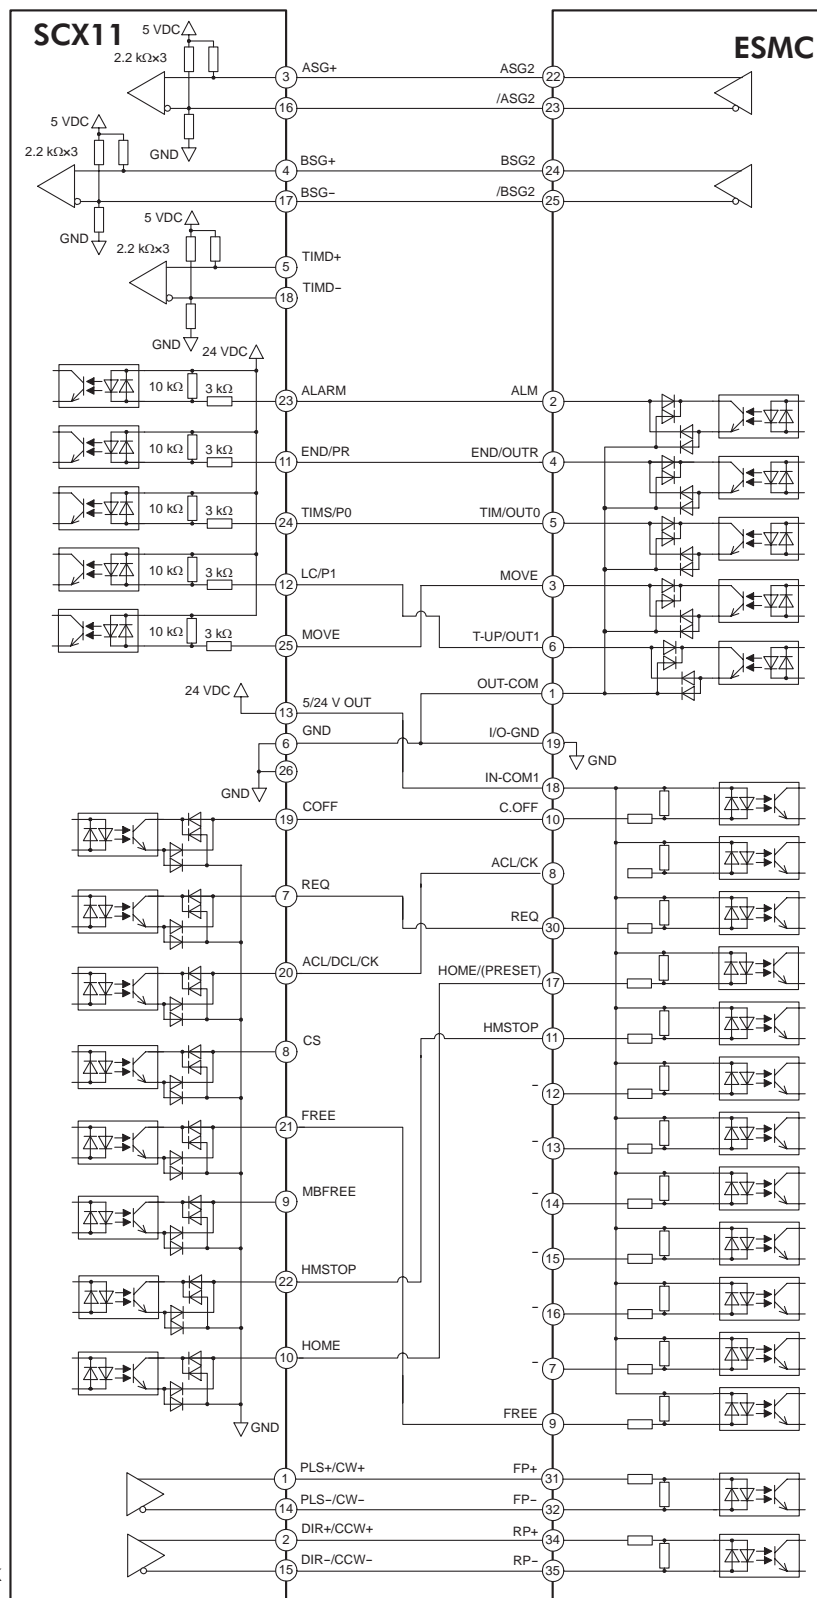 SCX11
ESMC
5 VDC
2.2 kΩ×3
3 ASG+ ASG2 22
16 /ASG2 23
GND
5 VDC
2.2 kΩ×3
4 BSG+ BSG2 24
17 BSG− /BSG2 25
GND
5 VDC
2.2 kΩ×3
5 TIMD+
18 TIMD−
GND
24 VDC
10 kΩ 3 kΩ 23 ALARM ALM 2
10 kΩ 3 kΩ 11 END/PR END/OUTR 4
10 kΩ 3 kΩ 24 TIMS/P0 TIM/OUT0 5
10 kΩ 3 kΩ 12 LC/P1 MOVE 3
10 kΩ 3 kΩ 25 MOVE T-UP/OUT1 6
OUT-COM 1
24 VDC 13 5/24 V OUT
6 GND I/O-GND 19 GND
26
GND
IN-COM1 18
19 COFF C.OFF 10
ACL/CK 8
7 REQ REQ 30
20 ACL/DCL/CK HOME/(PRESET) 17
HMSTOP 11
8 CS
− 12
21 FREE
− 13
9 MBFREE − 14
− 15
22 HMSTOP
− 16
10 HOME − 7
GND
FREE 9
1 PLS+/CW+ FP+ 31
14 PLS−/CW− FP− 32
2 DIR+/CCW+ RP+ 34
15 DIR−/CCW− RP− 35